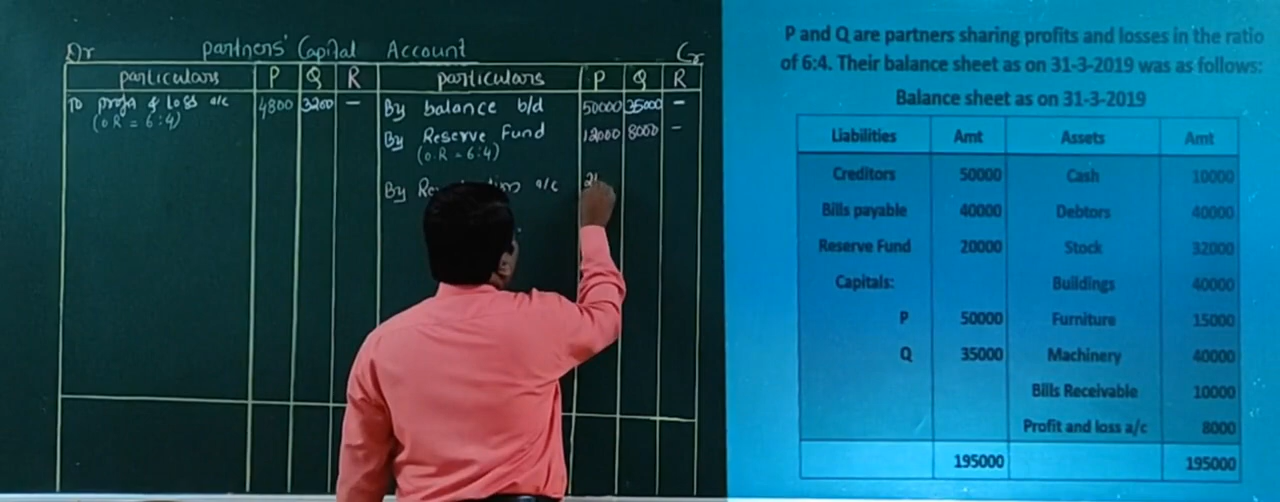 Dr Partners' Capital Account Cr
particulars P Q R particulars P Q R
To profit & Loss a/c 4800 3200 - By balance b/d 50000 35000 -
(O.R = 6:4) By Reserve Fund 12000 8000 -
(O.R = 6:4)
By a/c
P and Q are partners sharing profits and losses in the ratio
of 6:4. Their balance sheet as on 31-3-2019 was as follows:
Balance sheet as on 31-3-2019
Liabilities Amt Assets Amt
Creditors 50000 Cash 10000
Bills payable 40000 Debtors 40000
Reserve Fund 20000 Stock 32000
Capitals: Buildings 40000
P 50000 Furniture 15000
Q 35000 Machinery 40000
Bills Receivable 10000
Profit and loss a/c 8000
195000 195000